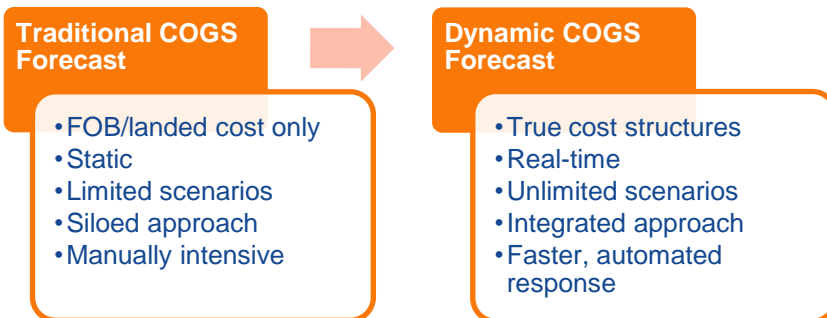 Traditional COGS
Forecast
•FOB/landed cost only
•Static
•Limited scenarios
•Siloed approach
•Manually intensive
Dynamic COGS
Forecast
•True cost structures
•Real-time
•Unlimited scenarios
•Integrated approach
•Faster, automated
response